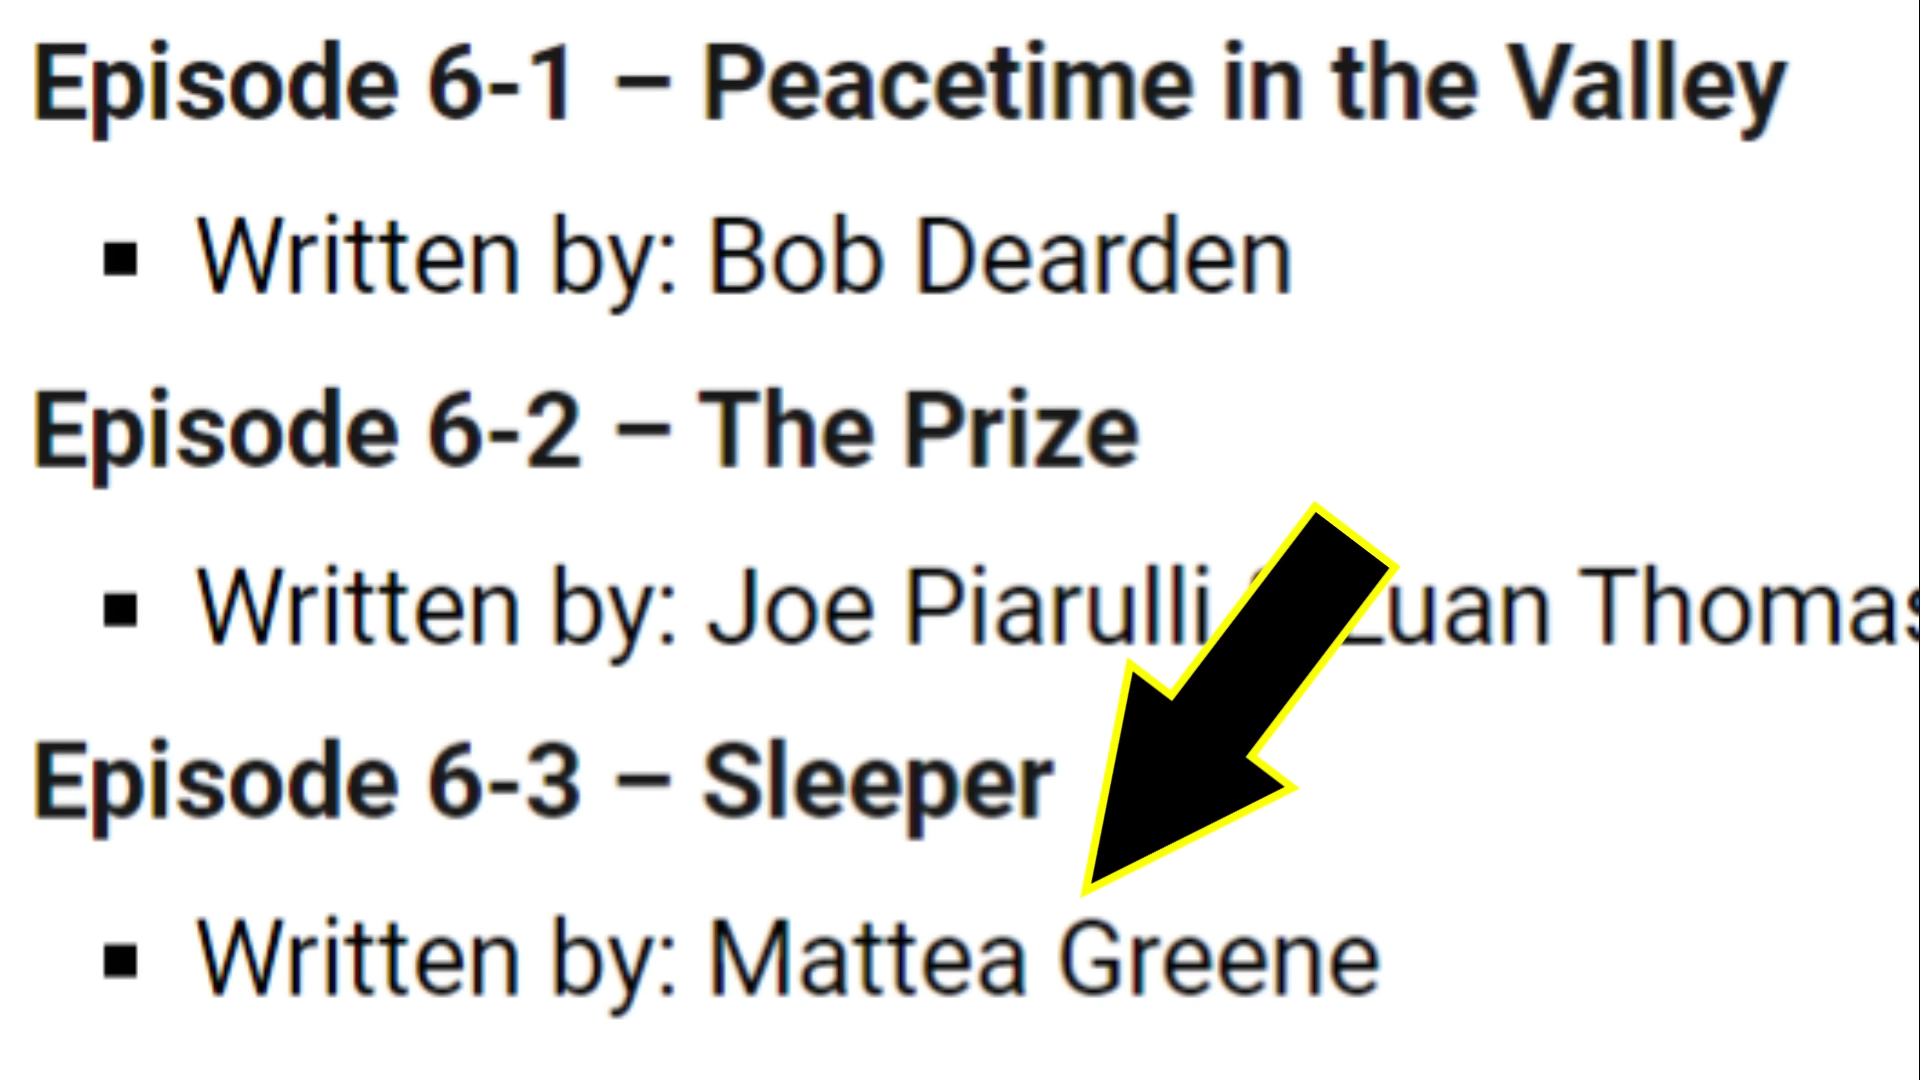 Episode 6-1 – Peacetime in the Valley
▪ Written by: Bob Dearden
Episode 6-2 – The Prize
▪ Written by: Joe Piarulli Thomas
Episode 6-3 – Sleeper
▪ Written by: Mattea Greene